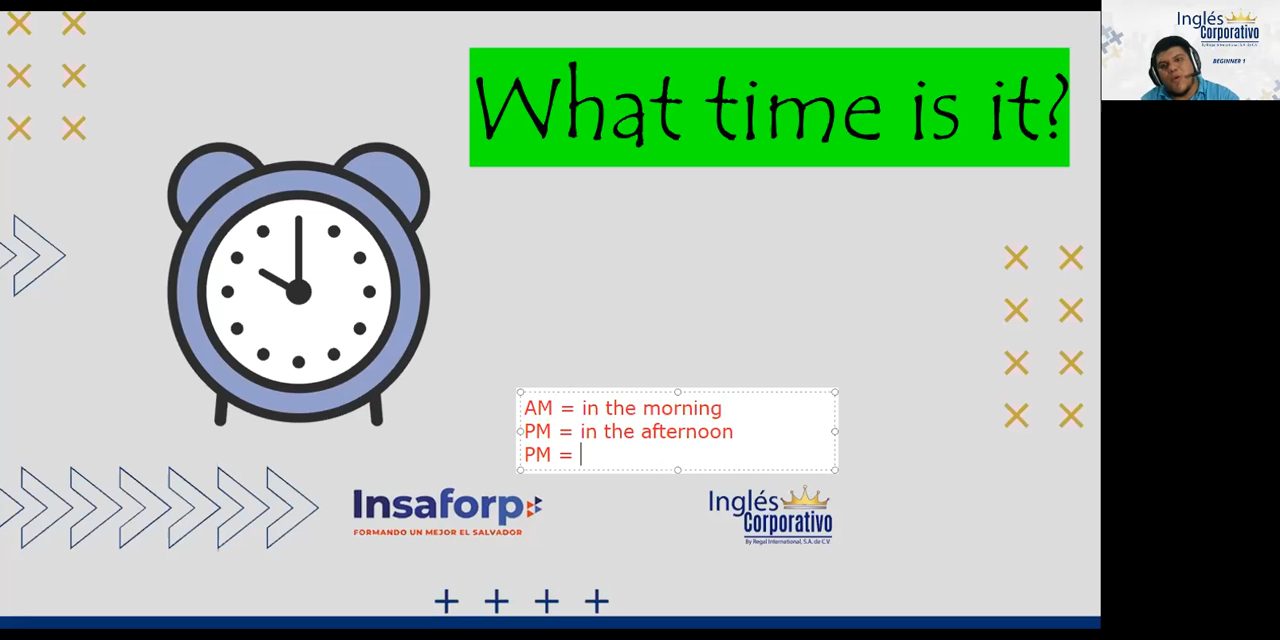 What time is it?
Inglés
Corporativo
BEGINNER 1
AM = in the morning
PM = in the afternoon
PM =
Insaforp
FORMANDO UN MEJOR EL SALVADOR
Inglés
Corporativo
By Regal International, S.A. de C.V.